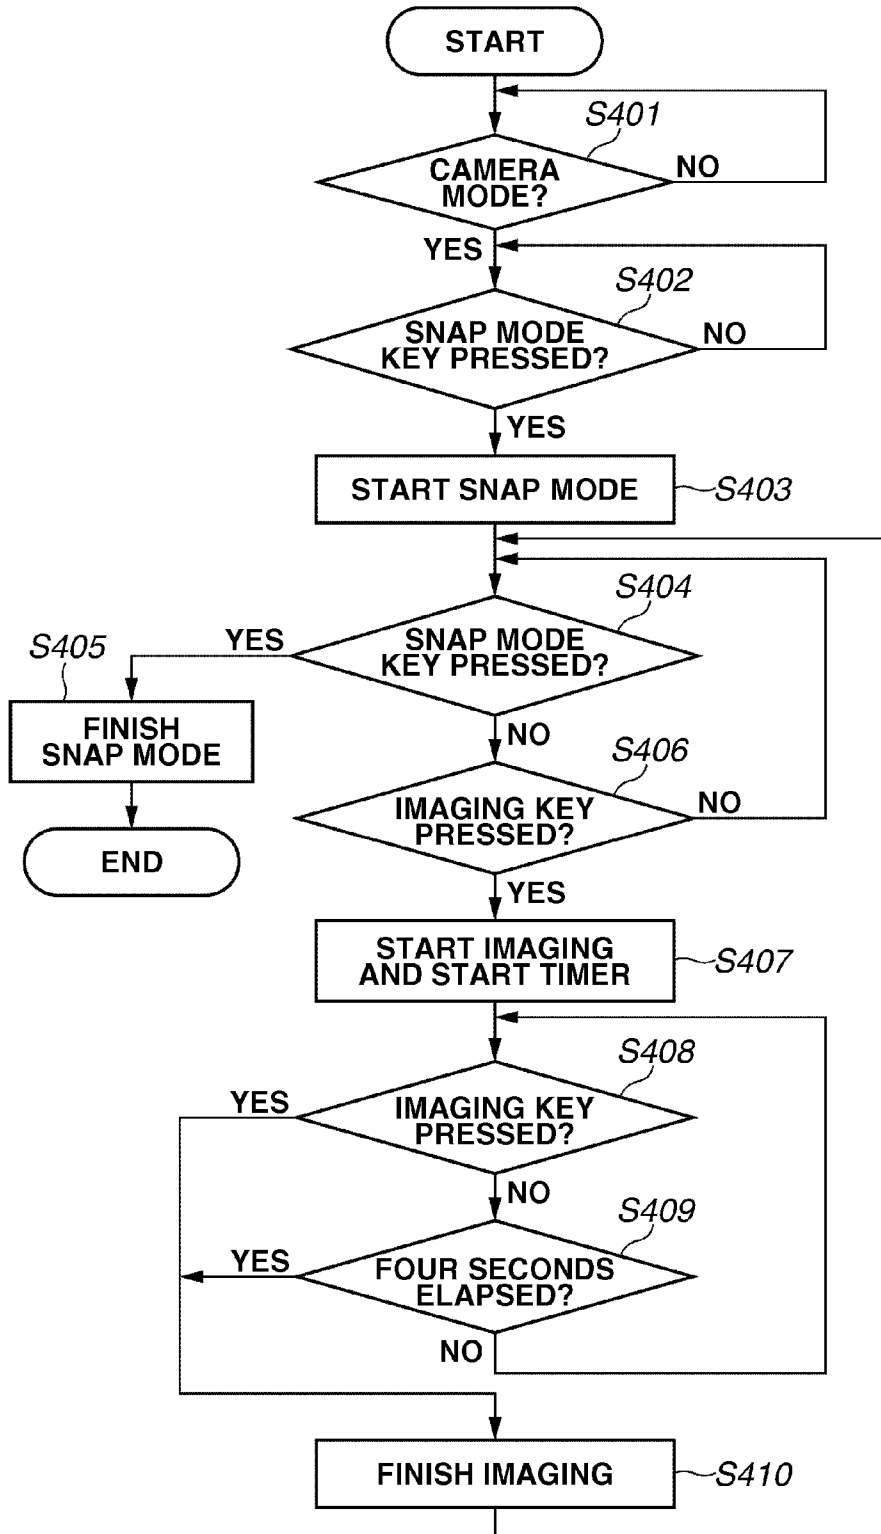 START
S401
CAMERA
MODE?
NO
YES
S402
SNAP MODE
KEY PRESSED?
NO
YES
START SNAP MODE
S403
S404
SNAP MODE
KEY PRESSED?
YES
S405
FINISH
SNAP MODE
END
NO
S406
IMAGING KEY
PRESSED?
NO
YES
START IMAGING
AND START TIMER
S407
S408
IMAGING KEY
PRESSED?
YES
NO
S409
FOUR SECONDS
ELAPSED?
YES
NO
FINISH IMAGING
S410